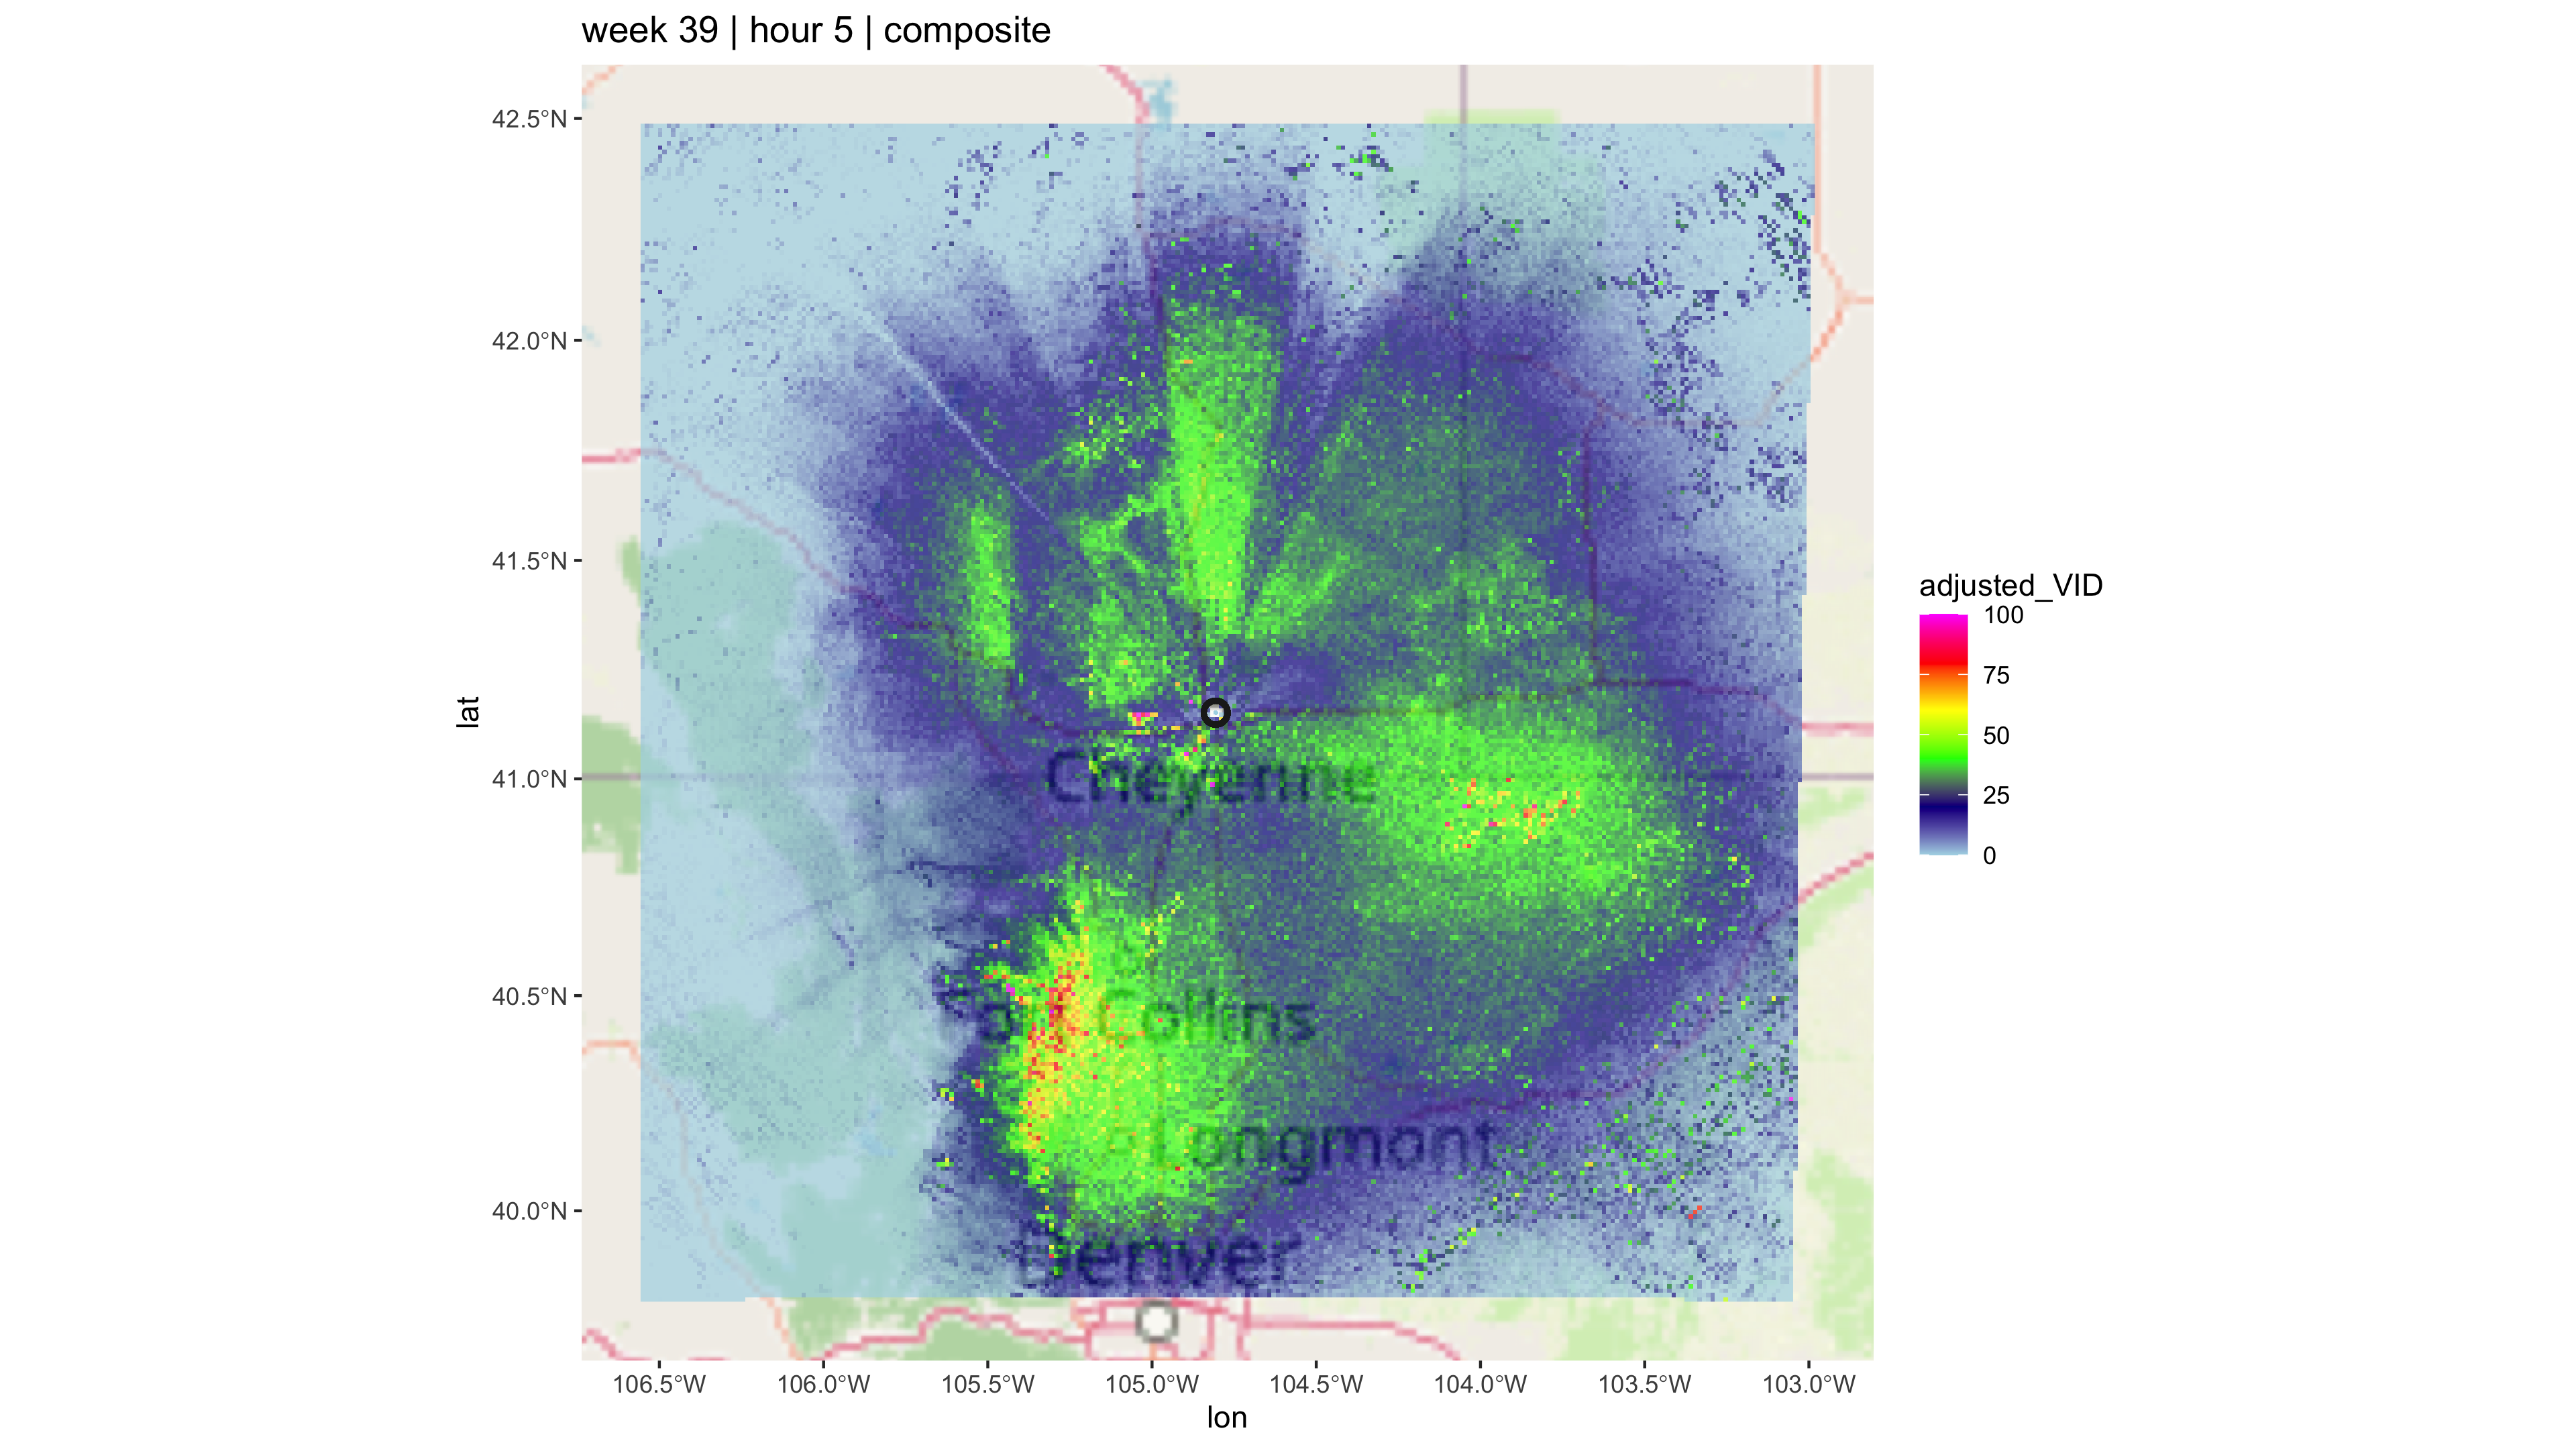 week 39 | hour 5 | composite
42.5°N
42.0°N
41.5°N
41.0°N
40.5°N
40.0°N
lat
Cheyenne
Fort Collins
Longmont
Denver
106.5°W 106.0°W 105.5°W 105.0°W 104.5°W 104.0°W 103.5°W 103.0°W
lon
adjusted_VID
100
75
50
25
0